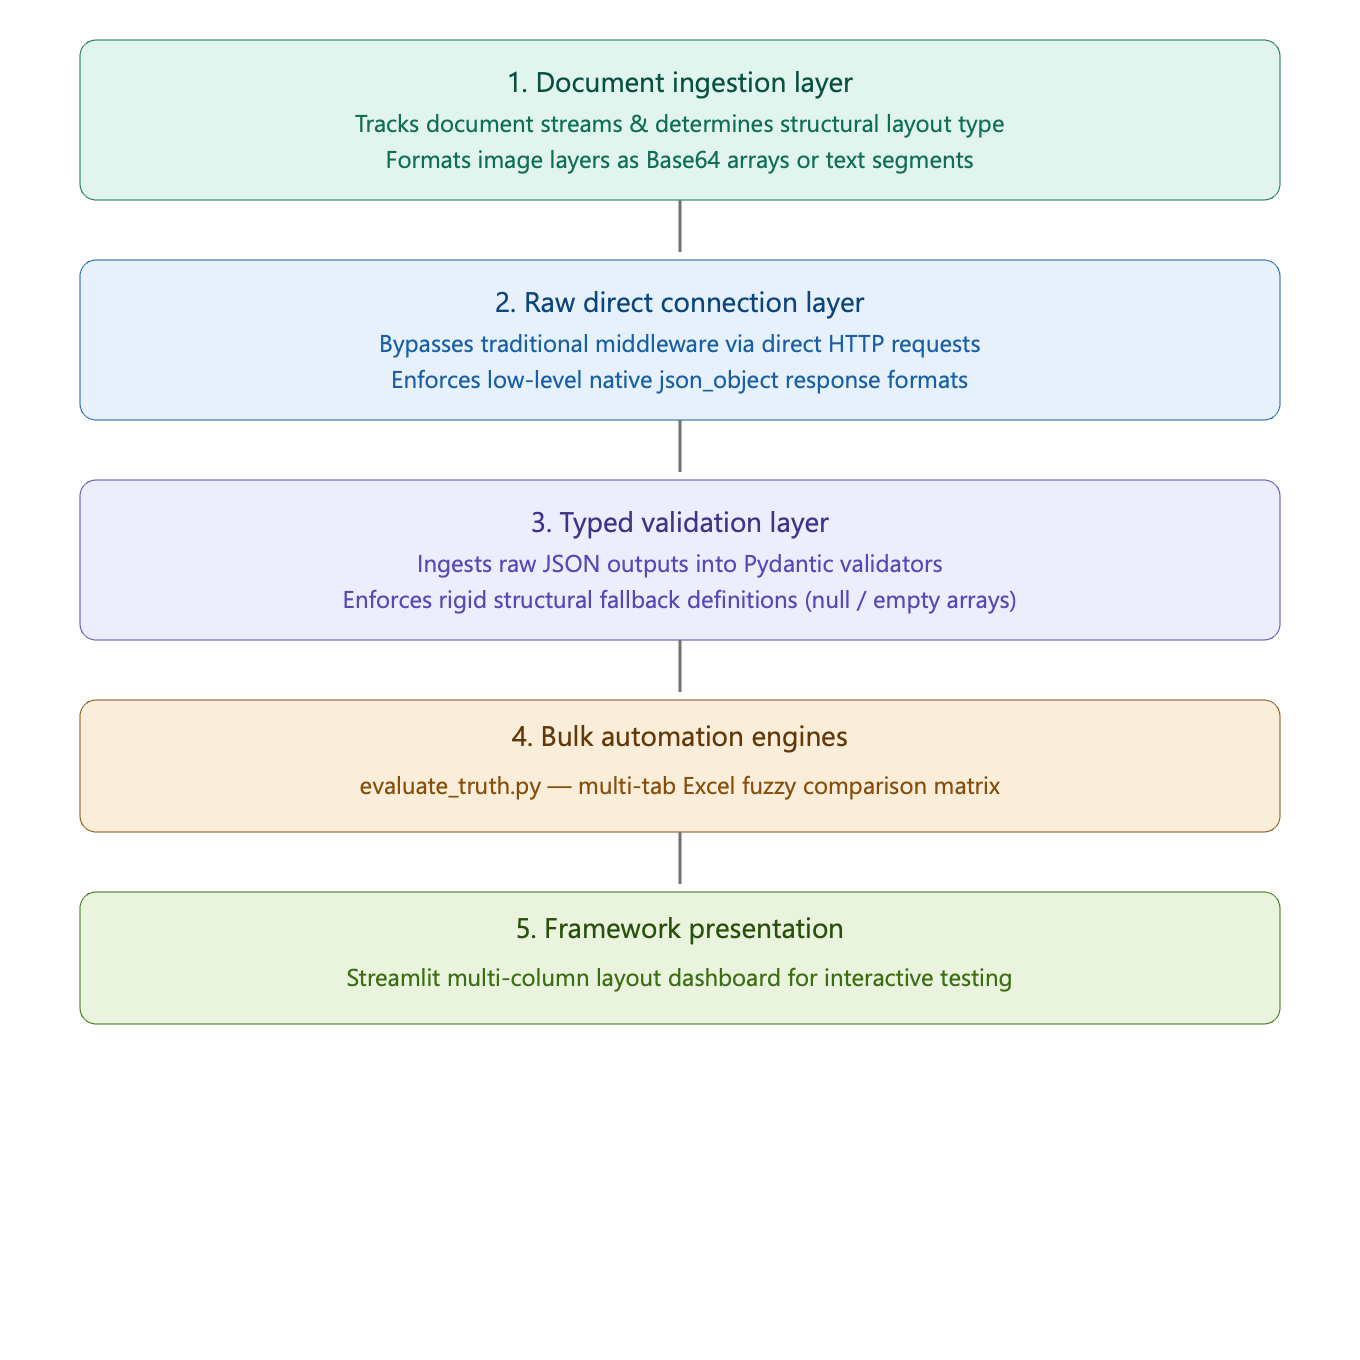 1. Document ingestion layer
Tracks document streams & determines structural layout type
Formats image layers as Base64 arrays or text segments
2. Raw direct connection layer
Bypasses traditional middleware via direct HTTP requests
Enforces low-level native json_object response formats
3. Typed validation layer
Ingests raw JSON outputs into Pydantic validators
Enforces rigid structural fallback definitions (null / empty arrays)
4. Bulk automation engines
evaluate_truth.py — multi-tab Excel fuzzy comparison matrix
5. Framework presentation
Streamlit multi-column layout dashboard for interactive testing